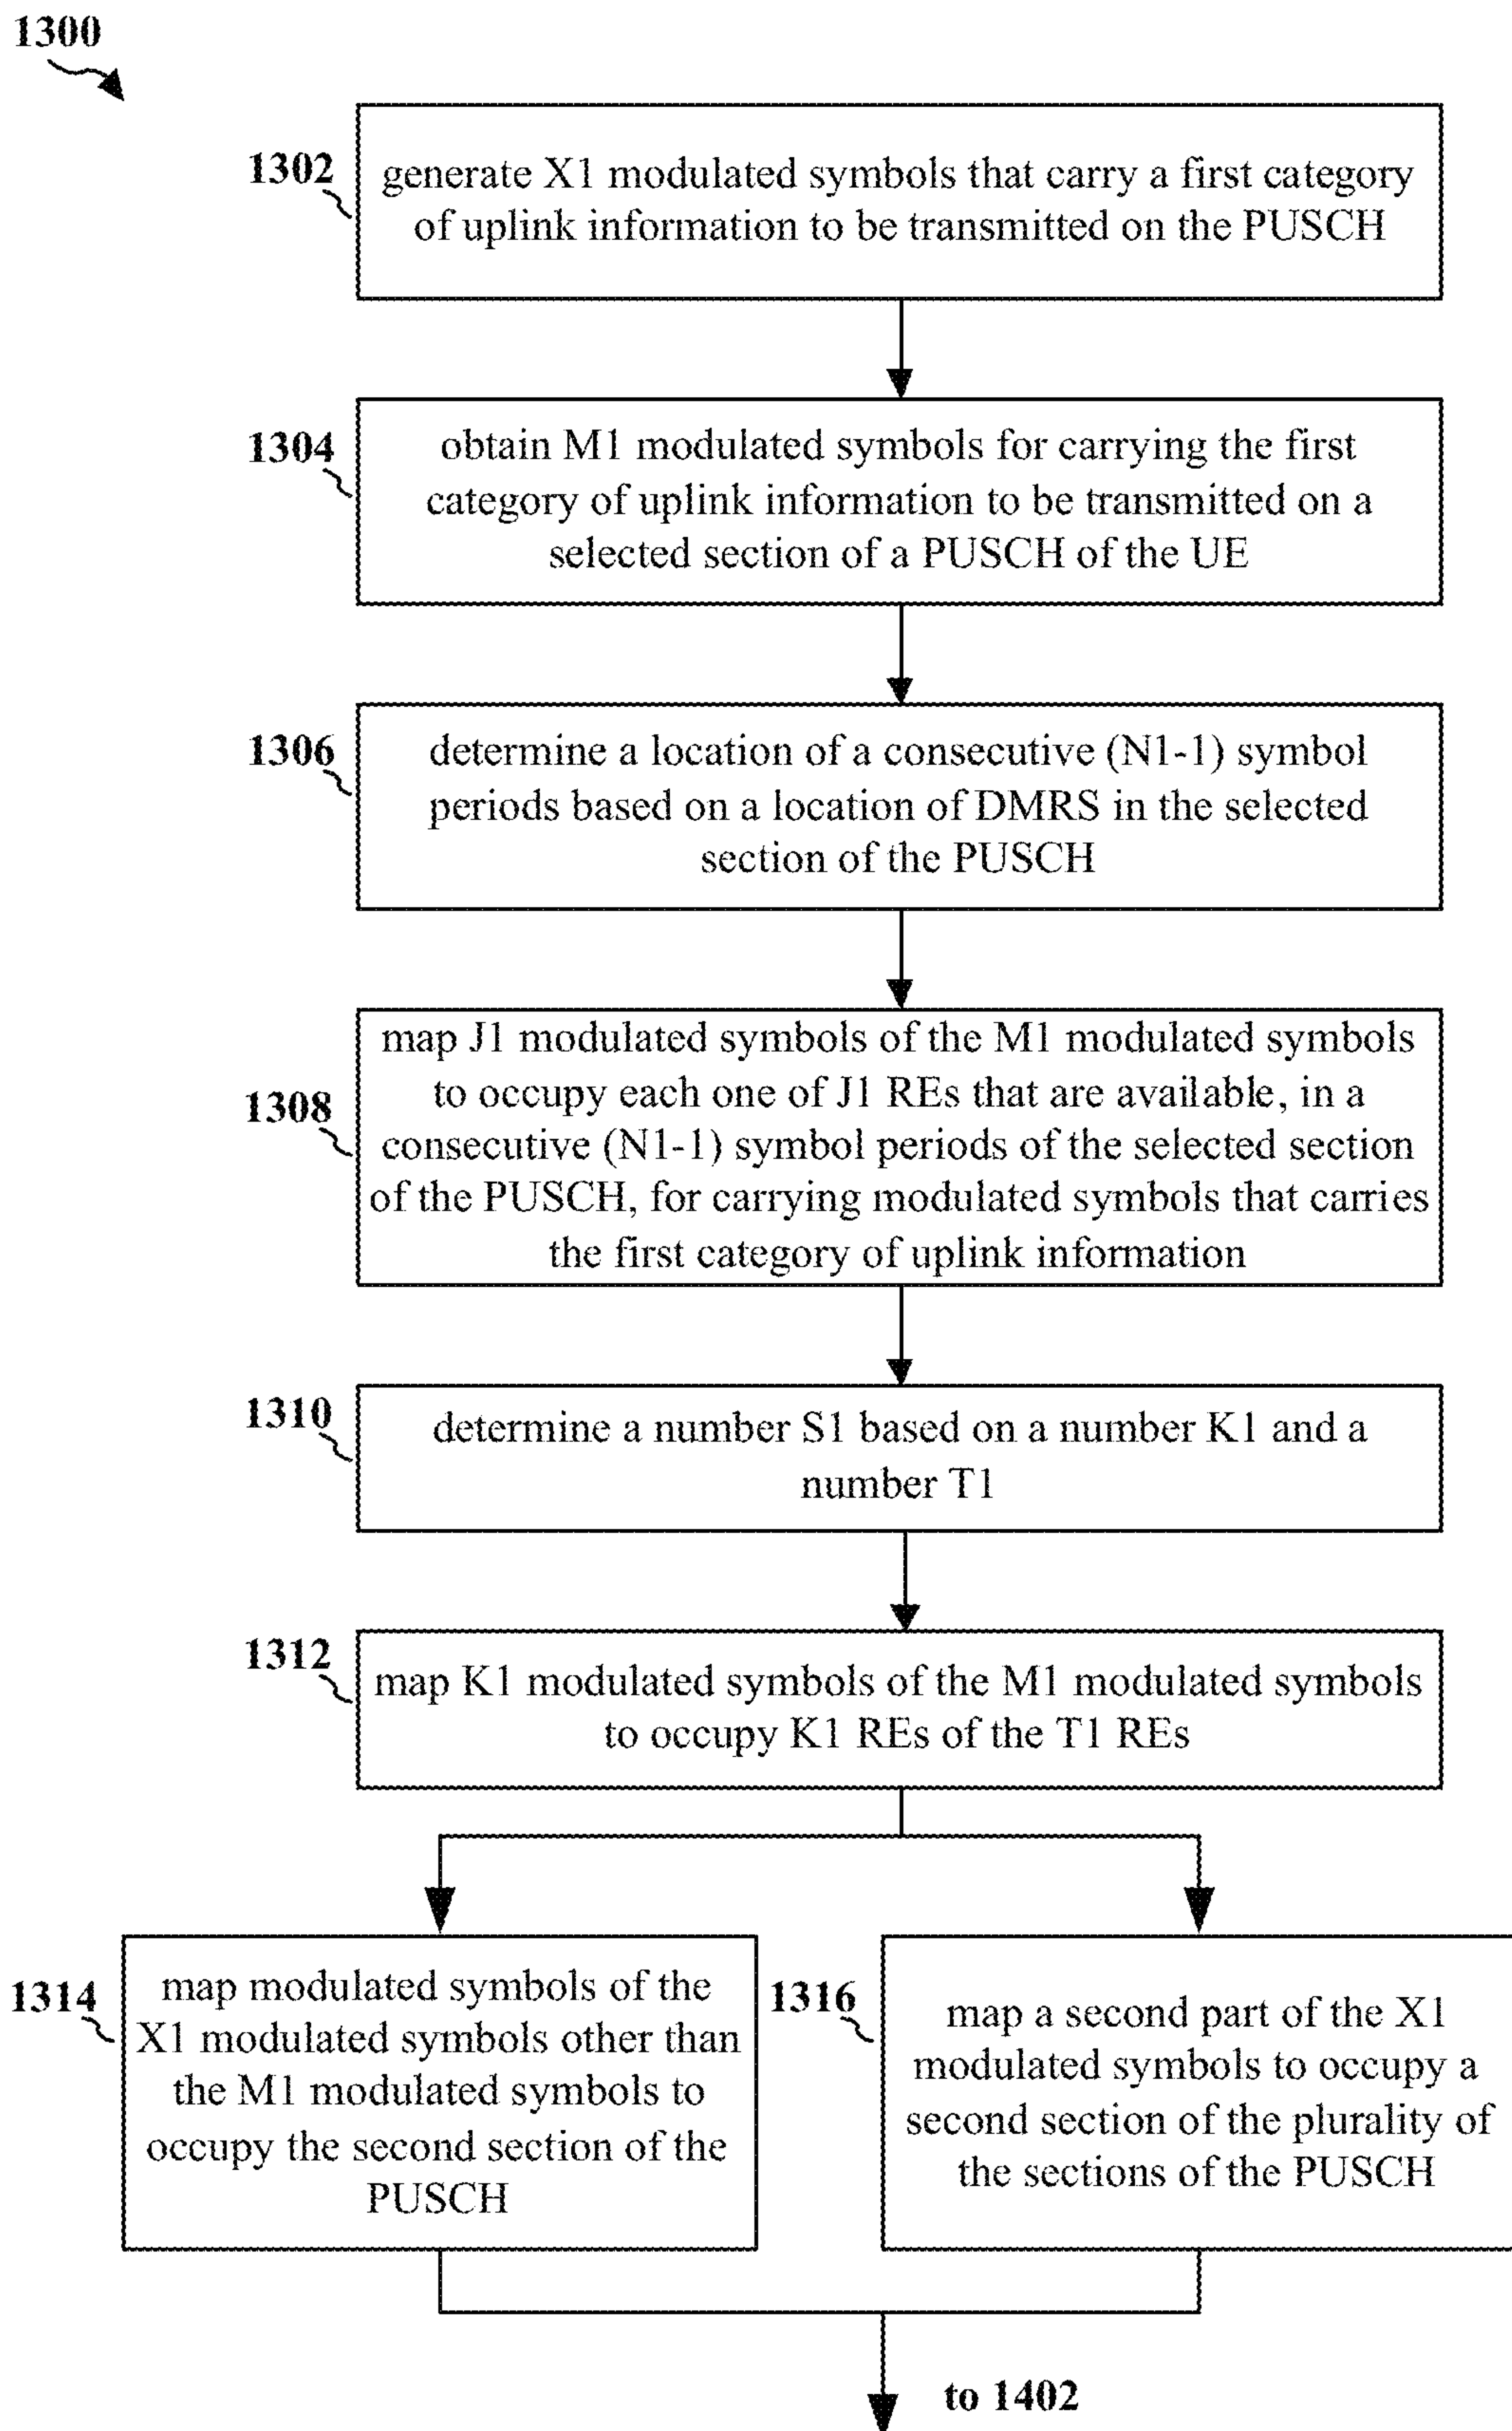 1300
1302
generate X1 modulated symbols that carry a first category
of uplink information to be transmitted on the PUSCH
1304
obtain M1 modulated symbols for carrying the first
category of uplink information to be transmitted on a
selected section of a PUSCH of the UE
1306
determine a location of a consecutive (N1-1) symbol
periods based on a location of DMRS in the selected
section of the PUSCH
1308
map J1 modulated symbols of the M1 modulated symbols
to occupy each one of J1 REs that are available, in a
consecutive (N1-1) symbol periods of the selected section
of the PUSCH, for carrying modulated symbols that carries
the first category of uplink information
1310
determine a number S1 based on a number K1 and a
number T1
1312
map K1 modulated symbols of the M1 modulated symbols
to occupy K1 REs of the T1 REs
1314
map modulated symbols of the
X1 modulated symbols other than
the M1 modulated symbols to
occupy the second section of the
PUSCH
1316
map a second part of the X1
modulated symbols to occupy a
second section of the plurality of
the sections of the PUSCH
to 1402